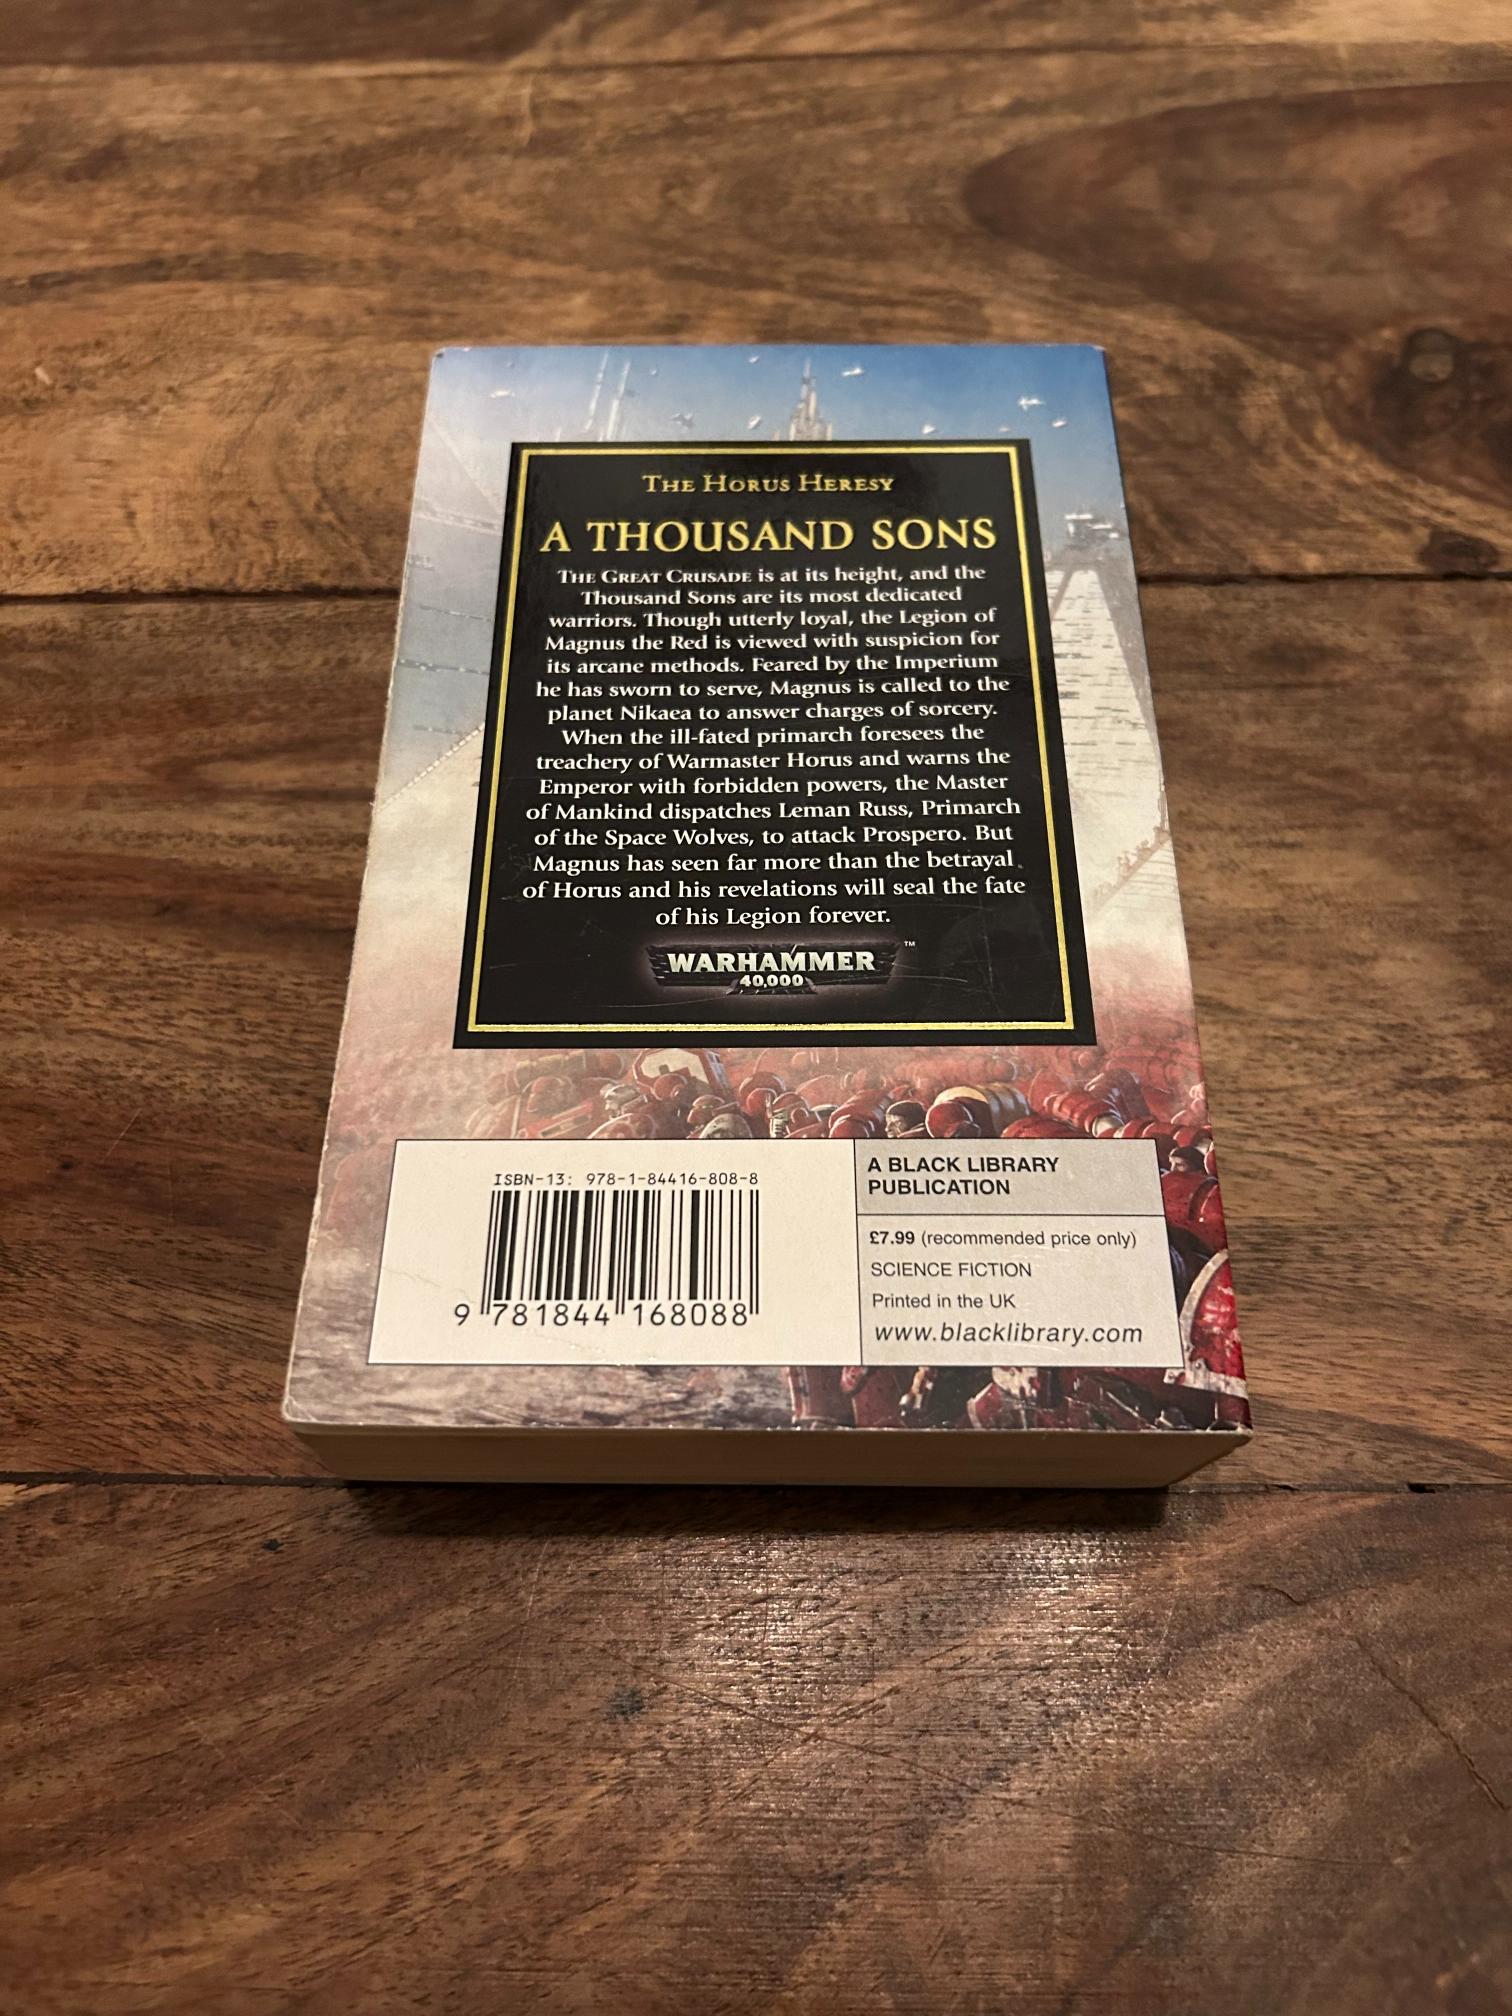 THE HORUS HERESY
A THOUSAND SONS
THE GREAT CRUSADE is at its height, and the
Thousand Sons are its most dedicated
warriors. Though utterly loyal, the Legion of
Magnus the Red is viewed with suspicion for
its arcane methods. Feared by the Imperium
he has sworn to serve, Magnus is called to the
planet Nikaea to answer charges of sorcery.
When the ill-fated primarch foresees the
treachery of Warmaster Horus and warns the
Emperor with forbidden powers, the Master
of Mankind dispatches Leman Russ, Primarch
of the Space Wolves, to attack Prospero. But
Magnus has seen far more than the betrayal
of Horus and his revelations will seal the fate
of his Legion forever.
WARHAMMER™
40,000
ISBN-13: 978-1-84416-808-8
9 781844 168088
A BLACK LIBRARY
PUBLICATION
£7.99 (recommended price only)
SCIENCE FICTION
Printed in the UK
www.blacklibrary.com